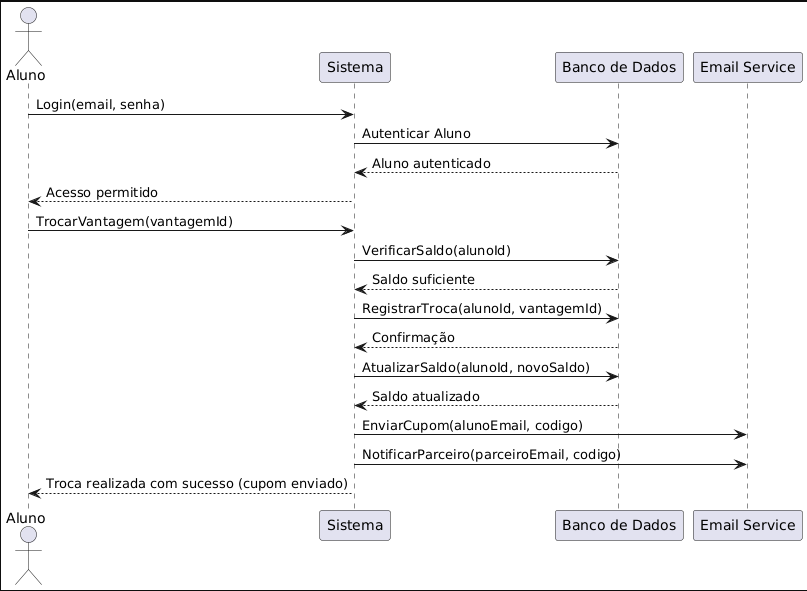 Aluno
Sistema
Banco de Dados
Email Service
Login(email, senha)
Autenticar Aluno
Aluno autenticado
Acesso permitido
TrocarVantagem(vantagemId)
VerificarSaldo(alunoId)
Saldo suficiente
RegistrarTroca(alunoId, vantagemId)
Confirmação
AtualizarSaldo(alunoId, novoSaldo)
Saldo atualizado
EnviarCupom(alunoEmail, codigo)
NotificarParceiro(parceiroEmail, codigo)
Troca realizada com sucesso (cupom enviado)
Aluno
Sistema
Banco de Dados
Email Service